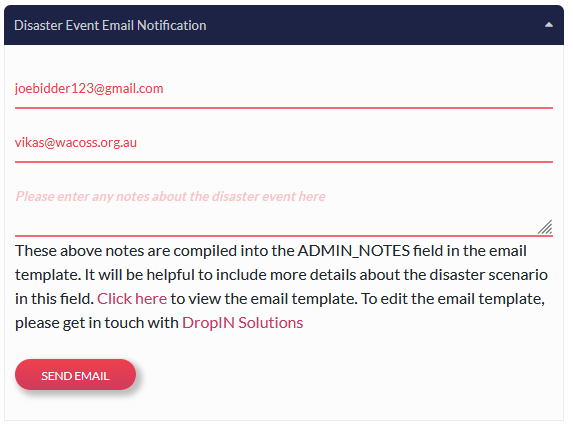 Disaster Event Email Notification
joebidder123@gmail.com
vikas@wacoss.org.au
Please enter any notes about the disaster event here
These above notes are compiled into the ADMIN_NOTES field in the email
template. It will be helpful to include more details about the disaster scenario
in this field. Click here to view the email template. To edit the email template,
please get in touch with DropIN Solutions
SEND EMAIL